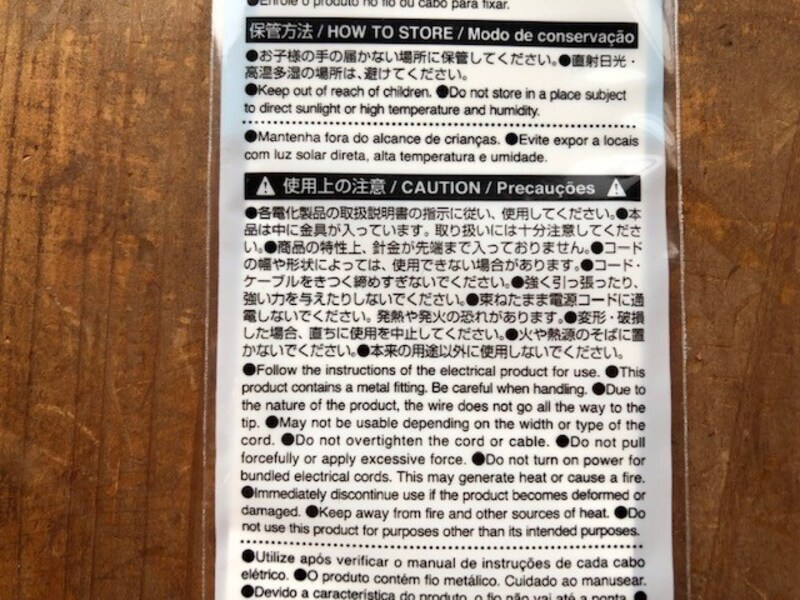 ●Enrole o produto no fio ou cabo para fixar.
保管方法 / HOW TO STORE / Modo de conservação
●お子様の手の届かない場所に保管してください。●直射日光・
高温多湿の場所は、避けてください。
●Keep out of reach of children. ●Do not store in a place subject
to direct sunlight or high temperature and humidity.
●Mantenha fora do alcance de crianças. ●Evite expor a locais
com luz solar direta, alta temperatura e umidade.
⚠ 使用上の注意 / CAUTION / Precauções ⚠
●各電化製品の取扱説明書の指示に従い、使用してください。●本
品は中に金具が入っています。取り扱いには十分注意してくださ
い。●商品の特性上、針金が先端まで入っておりません。●コード
の幅や形状によっては、使用できない場合があります。●コード・
ケーブルをきつく締めすぎないでください。●強く引っ張ったり、
強い力を与えたりしないでください。●束ねたまま電源コードに通
電しないでください。発熱や発火の恐れがあります。●変形・破損
した場合、直ちに使用を中止してください。●火や熱源のそばに置
かないでください。●本来の用途以外に使用しないでください。
●Follow the instructions of the electrical product for use. ●This
product contains a metal fitting. Be careful when handling. ●Due to
the nature of the product, the wire does not go all the way to the
tip. ●May not be usable depending on the width or type of the
cord. ●Do not overtighten the cord or cable. ●Do not pull
forcefully or apply excessive force. ●Do not turn on power for
bundled electrical cords. This may generate heat or cause a fire.
●Immediately discontinue use if the product becomes deformed or
damaged. ●Keep away from fire and other sources of heat. ●Do
not use this product for purposes other than its intended purposes.
●Utilize após verificar o manual de instruções de cada cabo
elétrico. ●O produto contém fio metálico. Cuidado ao manusear.
●Devido a característica do produto, o fio não vai até a ponta. ●